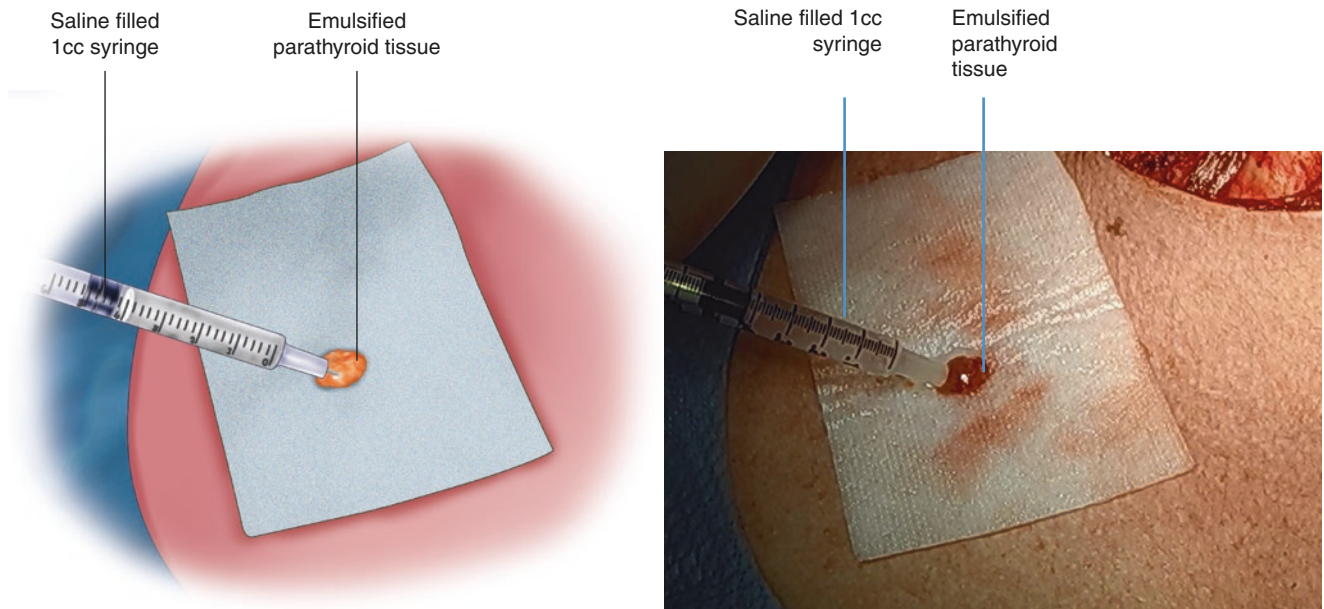 Saline filled
1cc syringe
Emulsified
parathyroid tissue
Saline filled 1cc
syringe
Emulsified
parathyroid
tissue